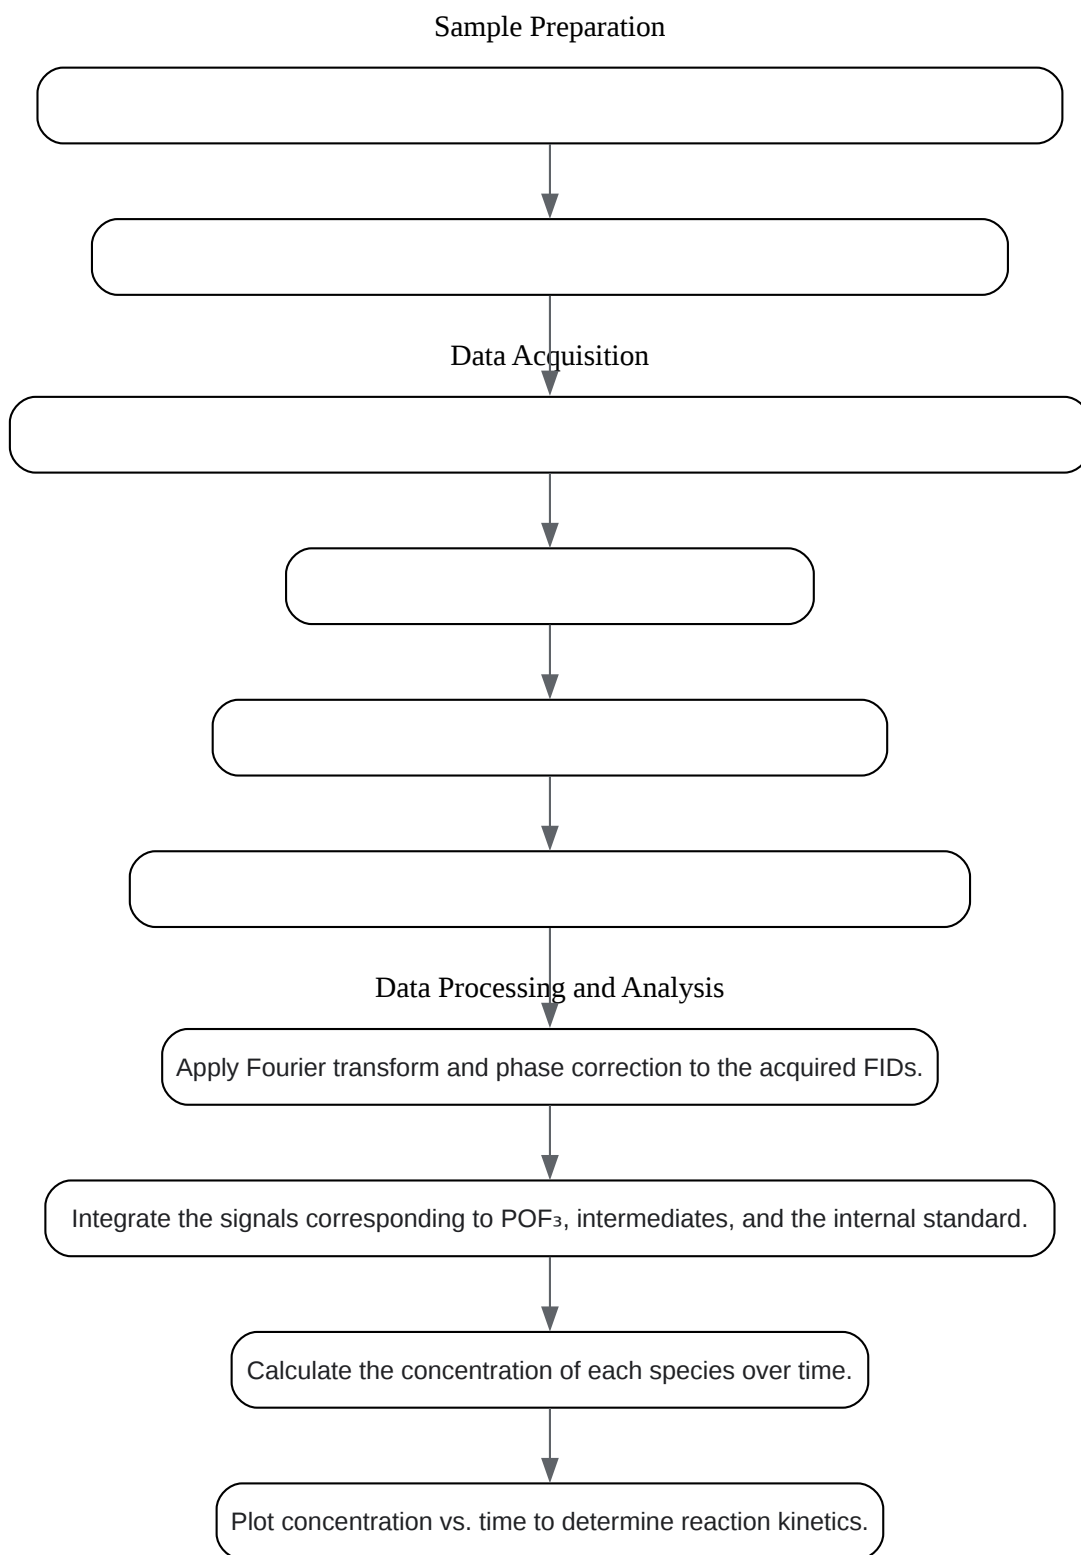 Sample Preparation
Data Acquisition
Data Processing and Analysis
Apply Fourier transform and phase correction to the acquired FIDs.
Integrate the signals corresponding to POF₃, intermediates, and the internal standard.
Calculate the concentration of each species over time.
Plot concentration vs. time to determine reaction kinetics.